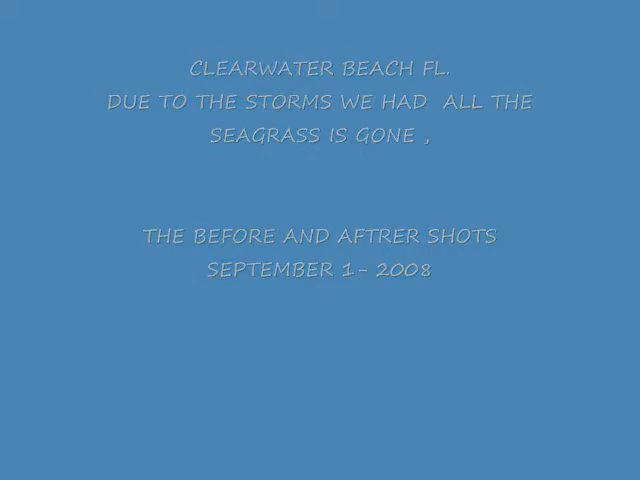 CLEARWATER BEACH FL.
DUE TO THE STORMS WE HAD  ALL THE
SEAGRASS IS GONE ,
THE BEFORE AND AFTRER SHOTS
SEPTEMBER 1- 2008